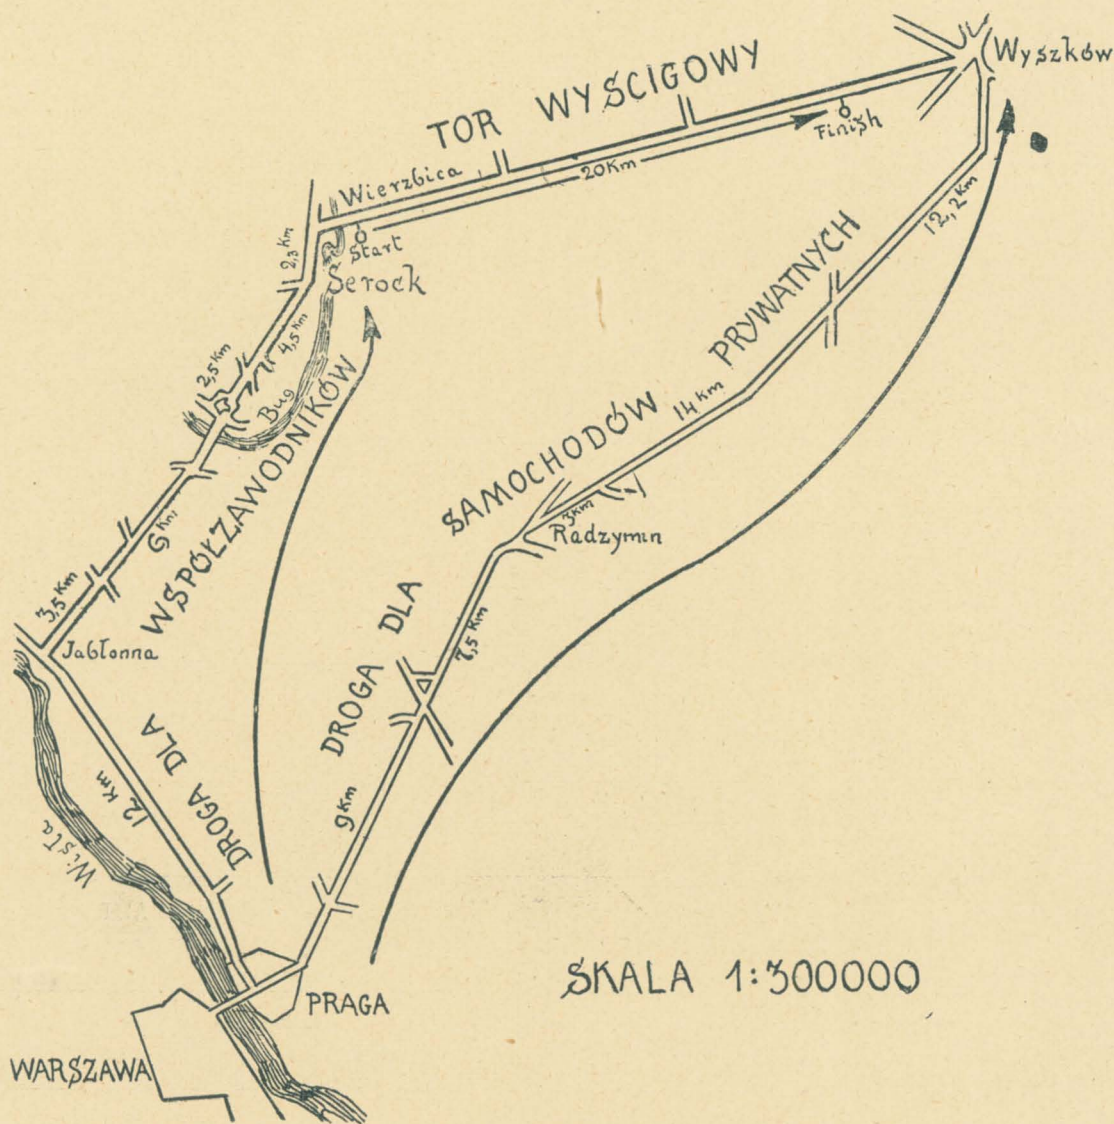 Wyszków
TOR WYŚCIGOWY
Finish
20 Km
Wierzbica
Start
Serock
2,3 Km
4,5 Km
2,5 Km
Bug
12,2 Km
DROGA DLA SAMOCHODÓW PRYWATNYCH
14 Km
3 Km
Radzymin
7,5 Km
9 Km
DROGA DLA WSPÓŁZAWODNIKÓW
Km
3,5 Km
Jabłonna
12 Km
Wisła
SKALA 1:300000
PRAGA
WARSZAWA